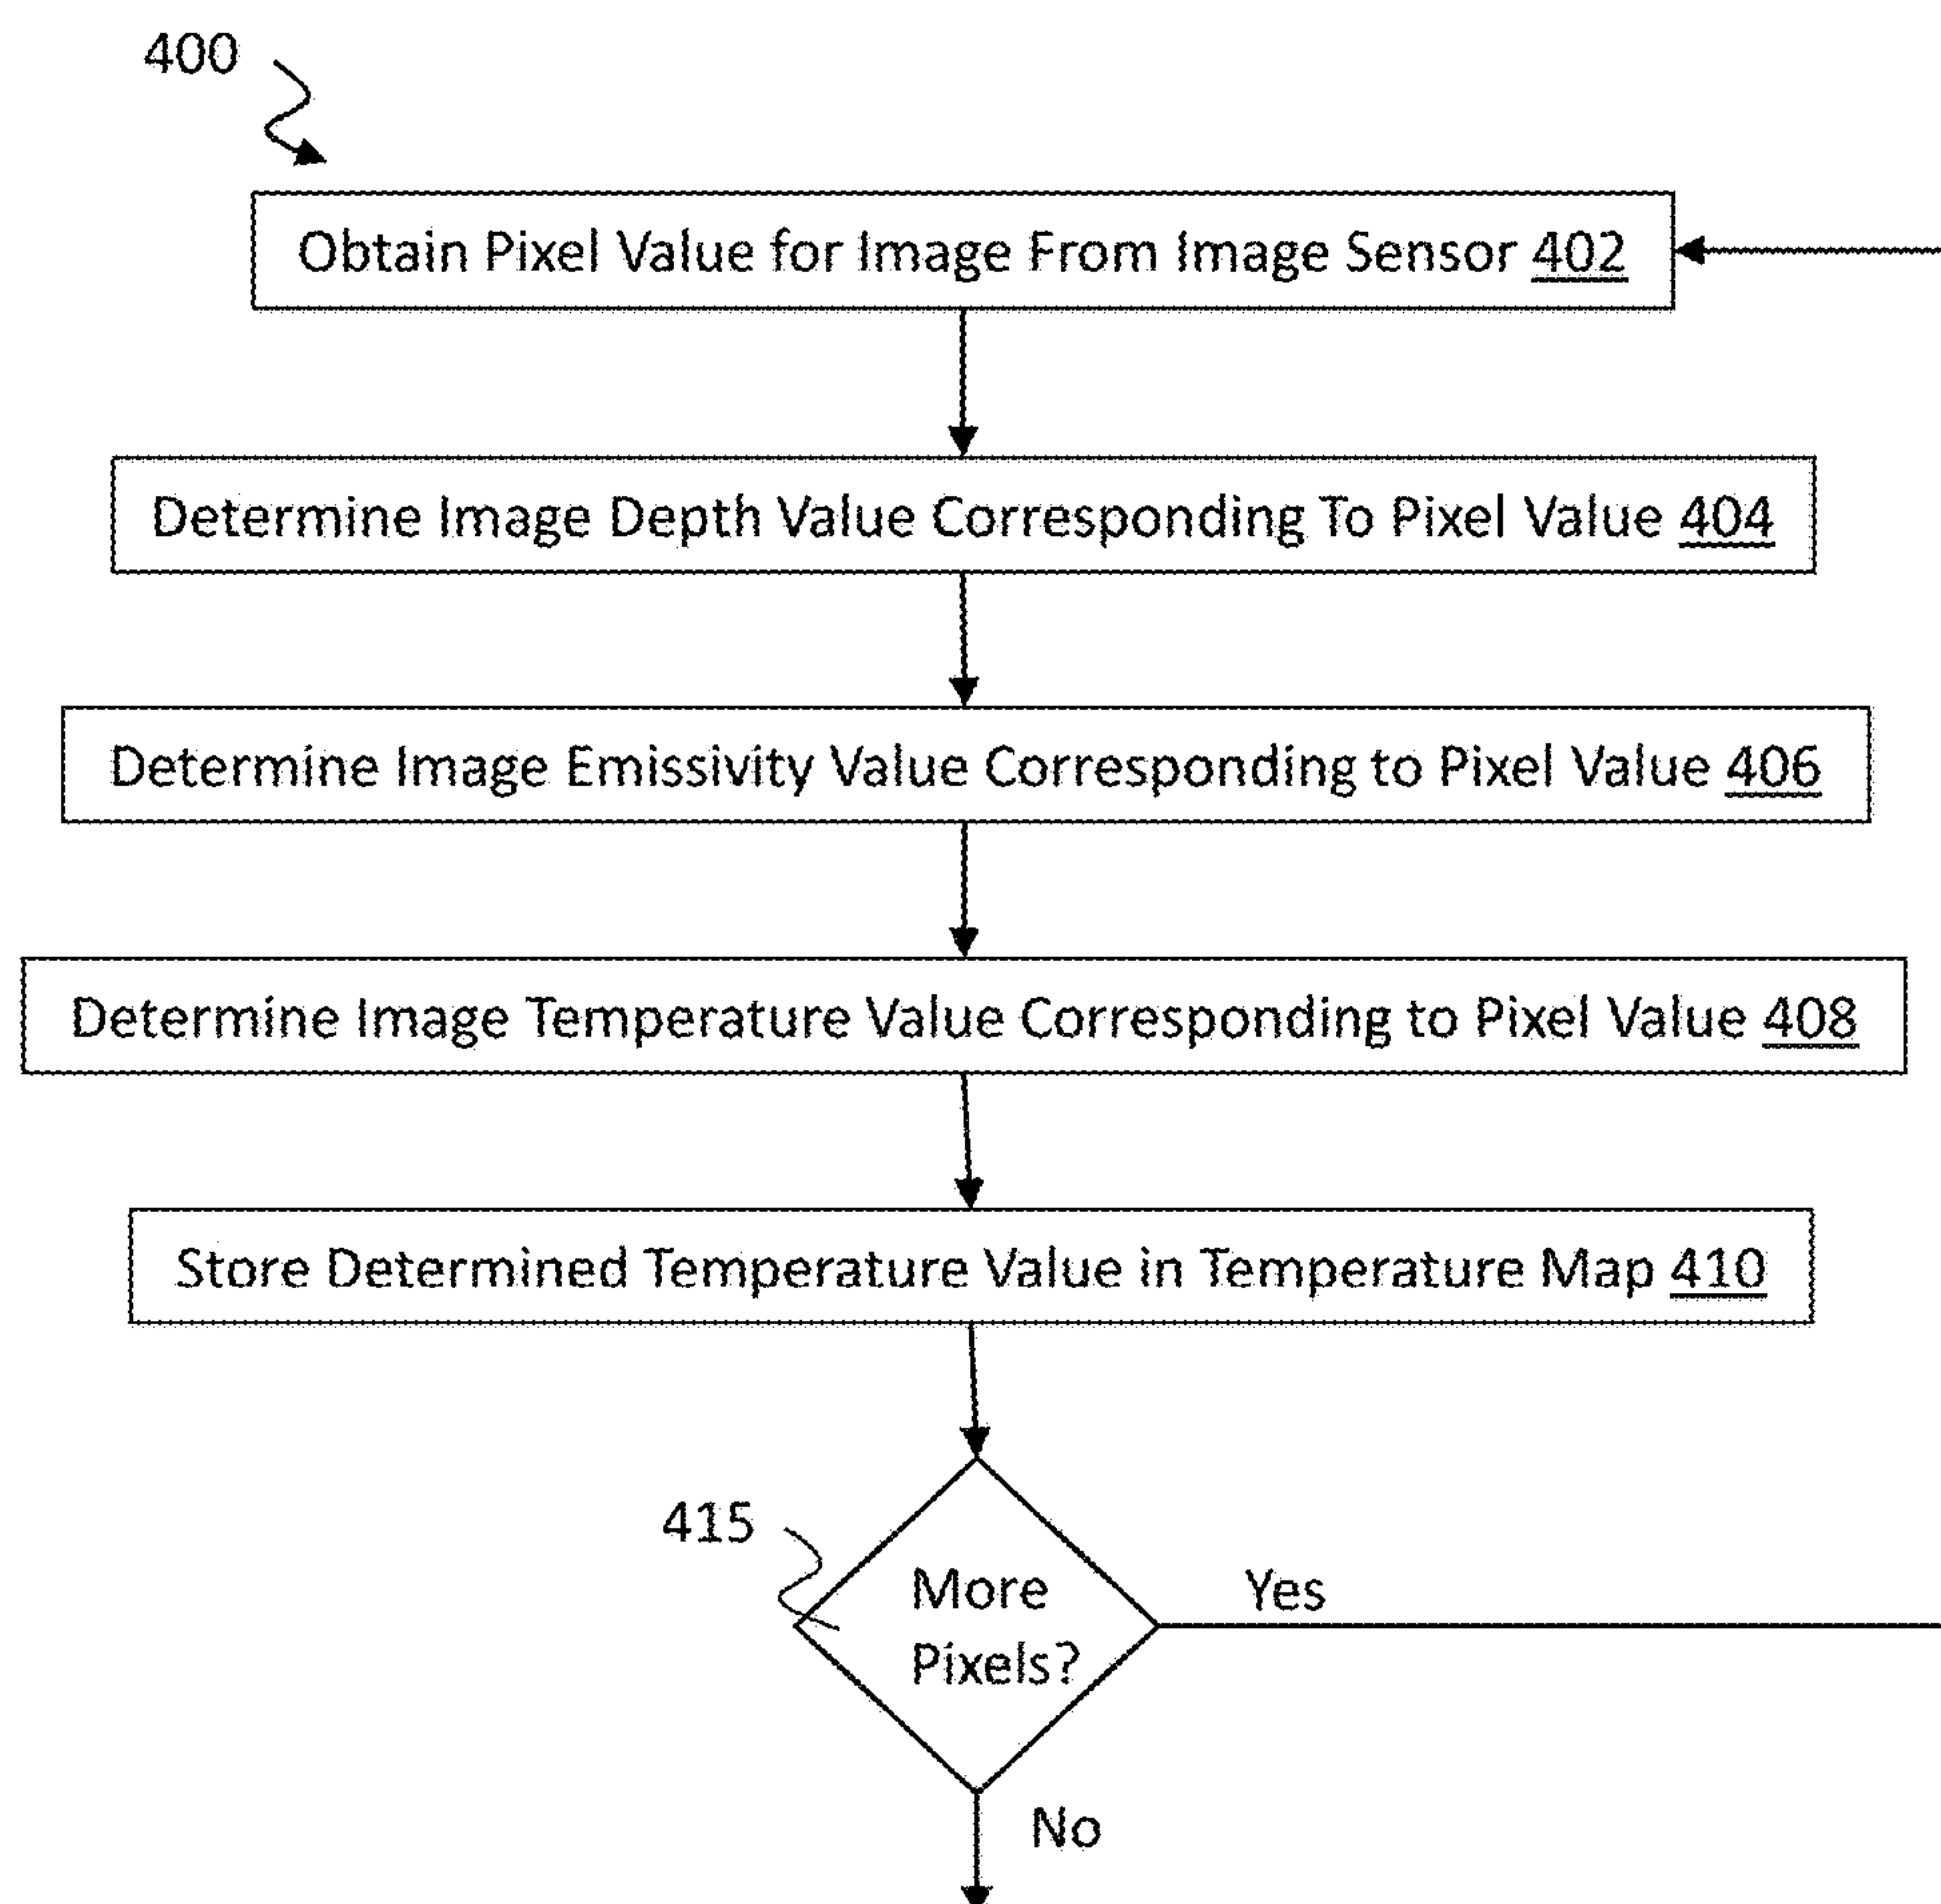 400
Obtain Pixel Value for Image From Image Sensor 402
Determine Image Depth Value Corresponding To Pixel Value 404
Determine Image Emissivity Value Corresponding to Pixel Value 406
Determine Image Temperature Value Corresponding to Pixel Value 408
Store Determined Temperature Value in Temperature Map 410
415
More
Pixels?
Yes
No